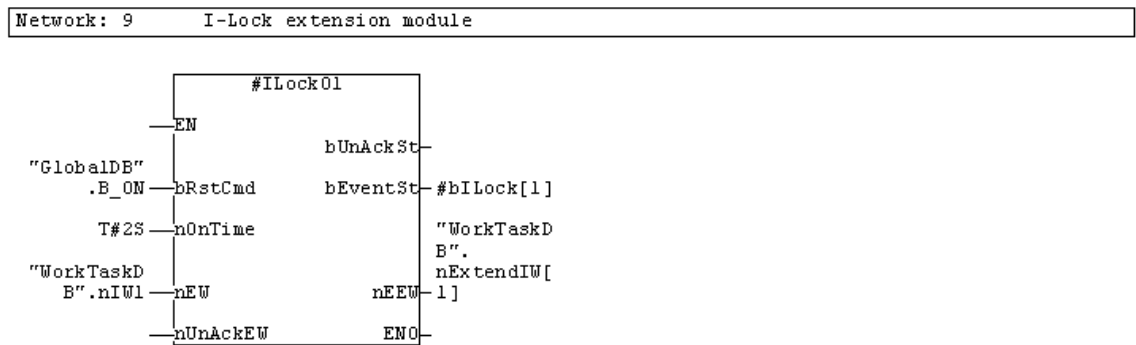 Network: 9 I-Lock extension module
#ILock01
EN
bUnAckSt
"GlobalDB"
.B_ON bRstCmd bEventSt #bILock[1]
T#2S nOnTime "WorkTaskD
B".
"WorkTaskD nExtendIW[
B".nIW1 nEW nEEW 1]
nUnAckEW ENO